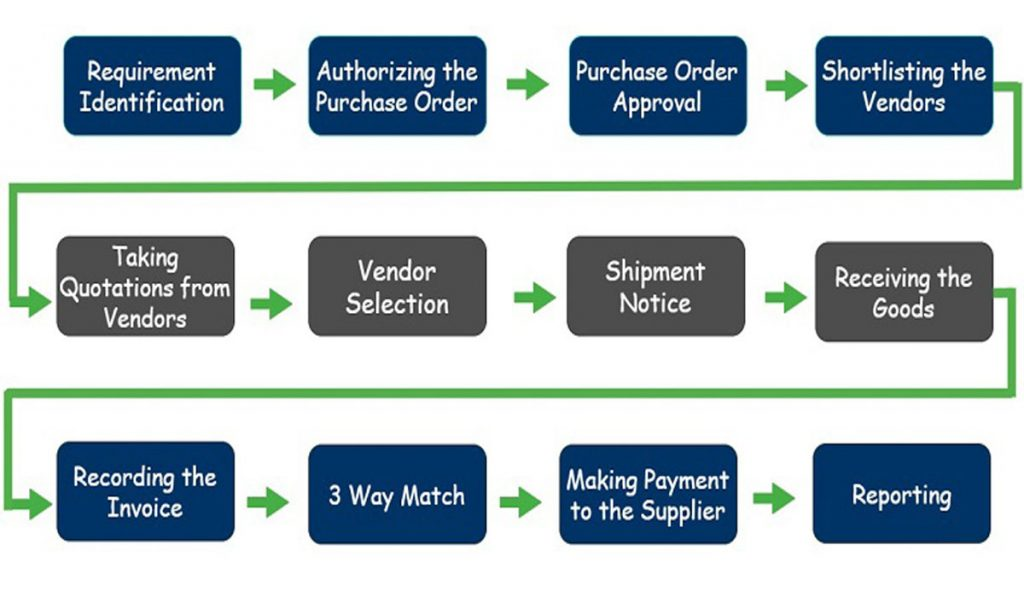 Requirement
Identification
Authorizing the
Purchase Order
Purchase Order
Approval
Shortlisting the
Vendors
Taking
Quotations from
Vendors
Vendor
Selection
Shipment
Notice
Receiving the
Goods
Recording the
Invoice
3 Way Match
Making Payment
to the Supplier
Reporting